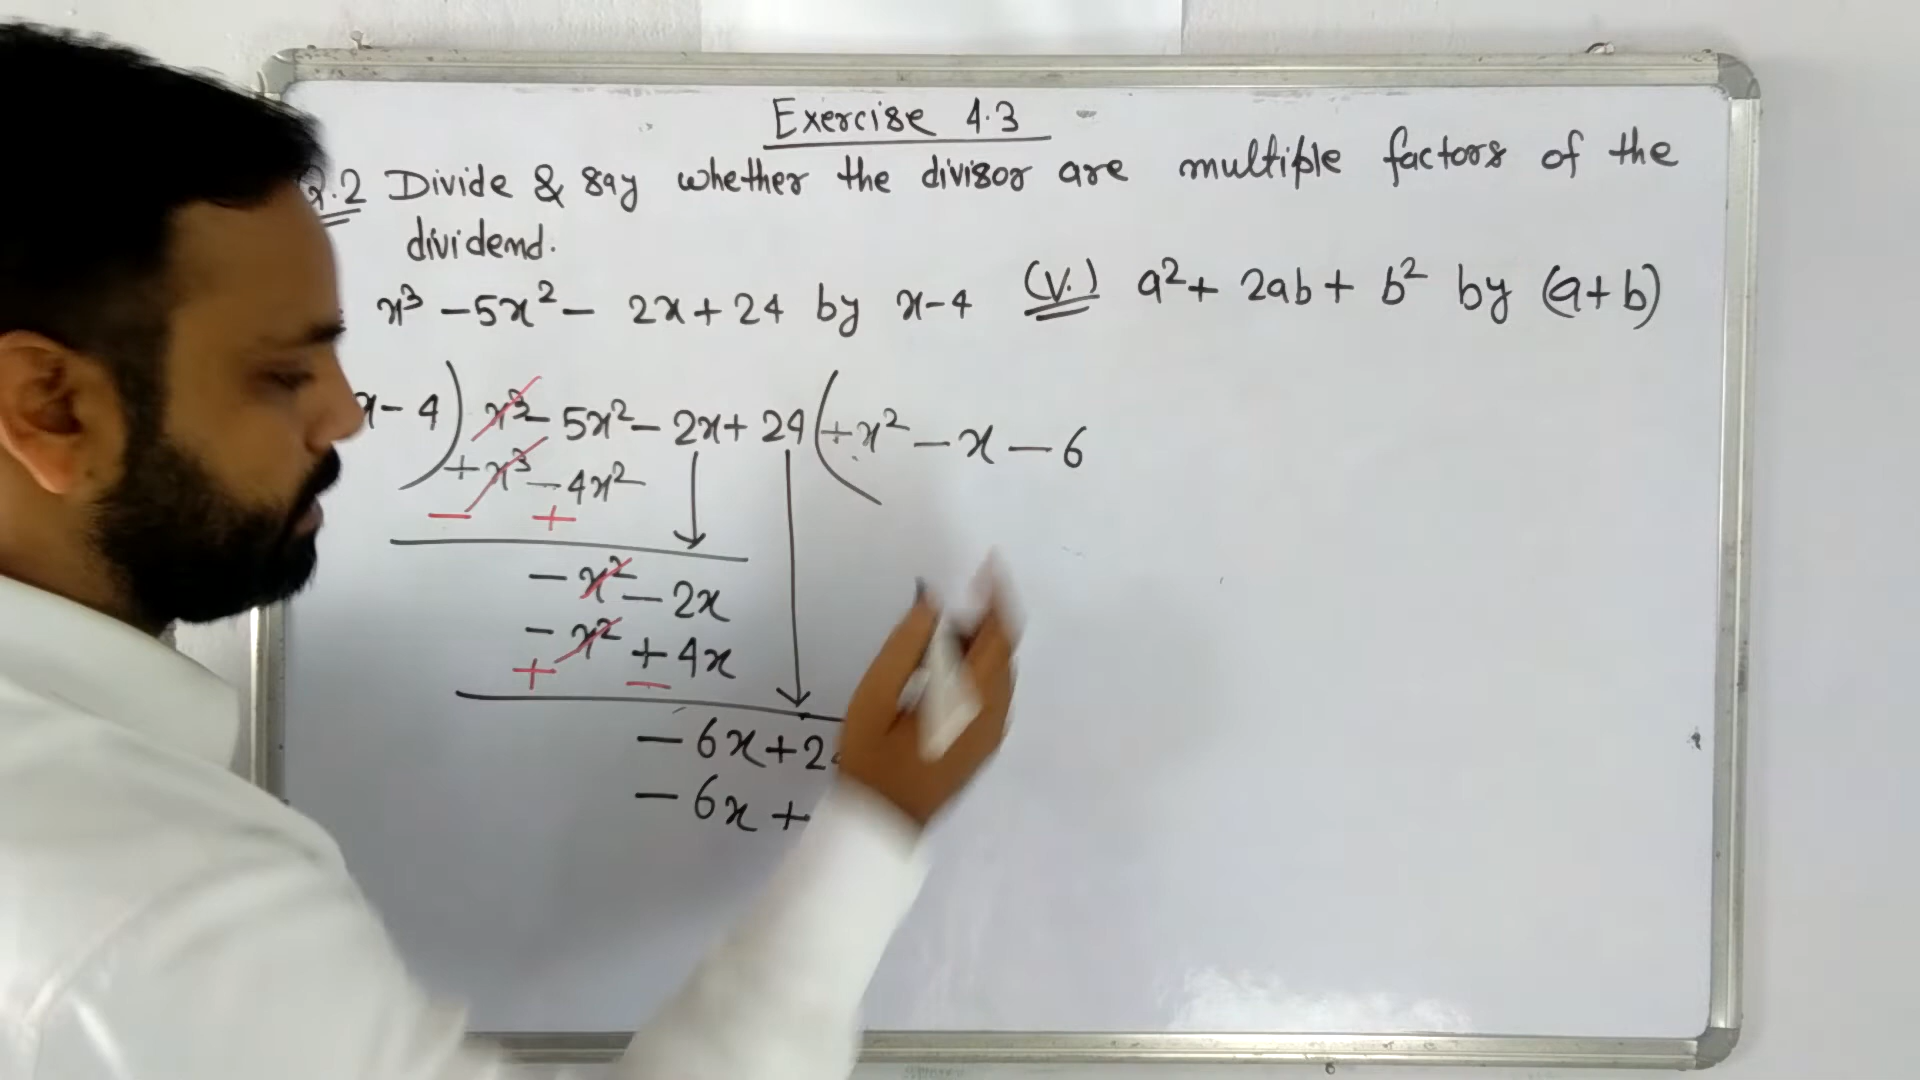 Exercise 4.3
Q.2 Divide & say whether the divisor are multiple factors of the
dividend.
x³ - 5x² - 2x + 24 by x-4
x-4) x³ - 5x² - 2x + 24 (+x² - x - 6
+x³ - 4x²
- +
- x² - 2x
- x² + 4x
+ -
- 6x + 24
- 6x +
(V.) a² + 2ab + b² by (a+b)